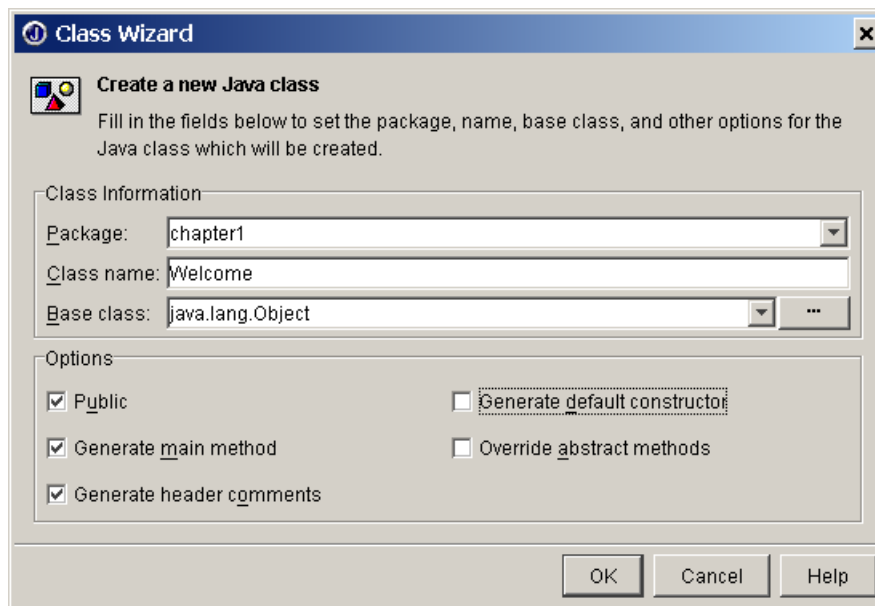 Class Wizard
Create a new Java class
Fill in the fields below to set the package, name, base class, and other options for the
Java class which will be created.
Class Information
Package: chapter1
Class name: Welcome
Base class: java.lang.Object ...
Options
Public
Generate default constructor
Generate main method
Override abstract methods
Generate header comments
OK Cancel Help